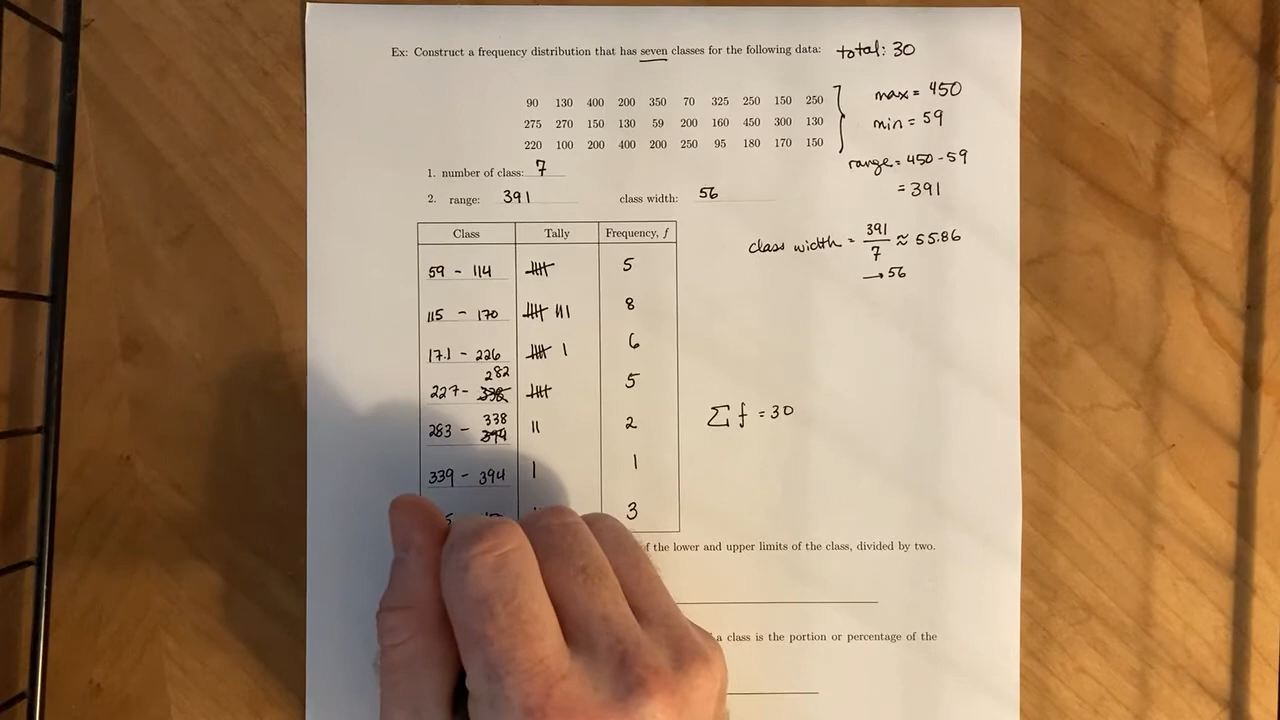 Ex: Construct a frequency distribution that has seven classes for the following data: total: 30
90 130 400 200 350 70 325 250 150 250
275 270 150 130 59 200 160 450 300 130
220 100 200 400 200 250 95 180 170 150
max = 450
min = 59
range = 450 - 59
= 391
1. number of class: 7
2. range: 391 class width: 56
class width = 391/7 ≈ 55.86
→ 56
Class Tally Frequency, f
59 - 114 5
115 - 170 8
171 - 226 6
282
227 - 338 5
338
283 - 394 2
339 - 394 1
3
∑ f = 30
f the lower and upper limits of the class, divided by two.
a class is the portion or percentage of the